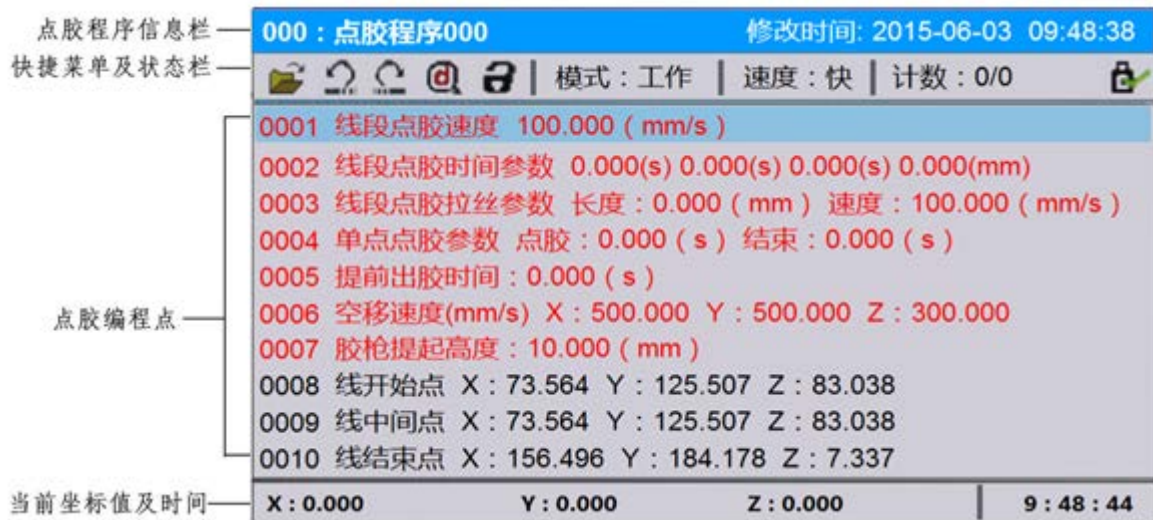 点胶程序信息栏
000：点胶程序000 修改时间: 2015-06-03 09:48:38
快捷菜单及状态栏
模式：工作 速度：快 计数：0/0
0001 线段点胶速度 100.000（mm/s）
0002 线段点胶时间参数 0.000(s) 0.000(s) 0.000(s) 0.000(mm)
0003 线段点胶拉丝参数 长度：0.000（mm） 速度：100.000（mm/s）
0004 单点点胶参数 点胶：0.000（s） 结束：0.000（s）
0005 提前出胶时间：0.000（s）
点胶编程点
0006 空移速度(mm/s) X：500.000 Y：500.000 Z：300.000
0007 胶枪提起高度：10.000（mm）
0008 线开始点 X：73.564 Y：125.507 Z：83.038
0009 线中间点 X：73.564 Y：125.507 Z：83.038
0010 线结束点 X：156.496 Y：184.178 Z：7.337
当前坐标值及时间
X：0.000 Y：0.000 Z：0.000 9：48：44